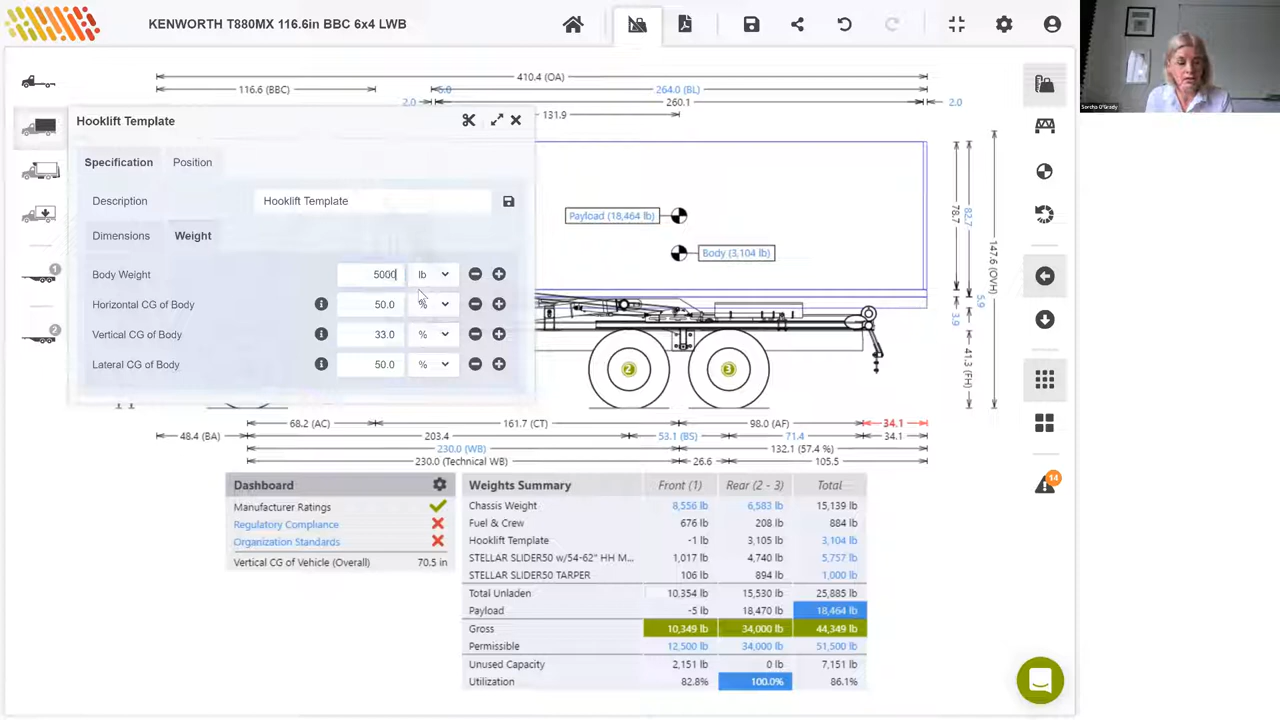 KENWORTH T880MX 116.6in BBC 6x4 LWB
Sorcha O'Grady
410.4 (OA)
116.6 (BBC)
6.0
264.0 (BL)
2.0
260.1
2.0
131.9
Hooklift Template
Specification
Position
Description
Hooklift Template
Dimensions
Weight
Body Weight
5000
lb
Horizontal CG of Body
50.0
%
Vertical CG of Body
33.0
%
Lateral CG of Body
50.0
%
Payload (18,464 lb)
Body (3,104 lb)
78.7
82.7
147.6 (OVH)
5.9
3.9
41.3 (FH)
1
2
2
3
14
68.2 (AC)
161.7 (CT)
98.0 (AF)
34.1
48.4 (BA)
203.4
53.1 (BS)
71.4
34.1
230.0 (WB)
132.1 (57.4 %)
230.0 (Technical WB)
26.6
105.5
Dashboard
Manufacturer Ratings
Regulatory Compliance
Organization Standards
Vertical CG of Vehicle (Overall) 70.5 in
Weights Summary Front (1) Rear (2 - 3) Total
Chassis Weight 8,556 lb 6,583 lb 15,139 lb
Fuel & Crew 676 lb 208 lb 884 lb
Hooklift Template -1 lb 3,105 lb 3,104 lb
STELLAR SLIDER50 w/54-62" HH M... 1,017 lb 4,740 lb 5,757 lb
STELLAR SLIDER50 TARPER 106 lb 894 lb 1,000 lb
Total Unladen 10,354 lb 15,530 lb 25,885 lb
Payload -5 lb 18,470 lb 18,464 lb
Gross 10,349 lb 34,000 lb 44,349 lb
Permissible 12,500 lb 34,000 lb 51,500 lb
Unused Capacity 2,151 lb 0 lb 7,151 lb
Utilization 82.8% 100.0% 86.1%